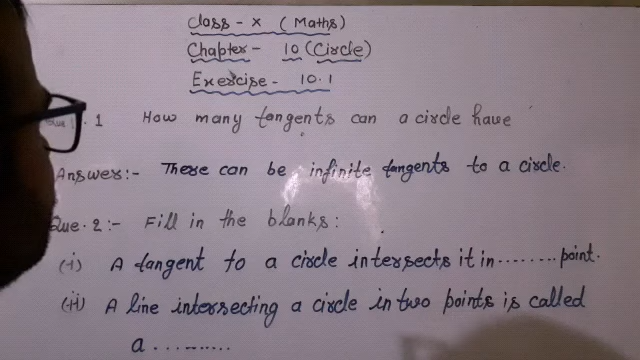 Class - X ( Maths)
Chapter - 10 (Circle)
Exercise - 10.1
Que. 1 How many tangents can a circle have
Answer:- There can be infinite tangents to a circle.
Que. 2:- Fill in the blanks:
(i) A tangent to a circle intersects it in ........ point.
(ii) A line intersecting a circle in two points is called
a ..........